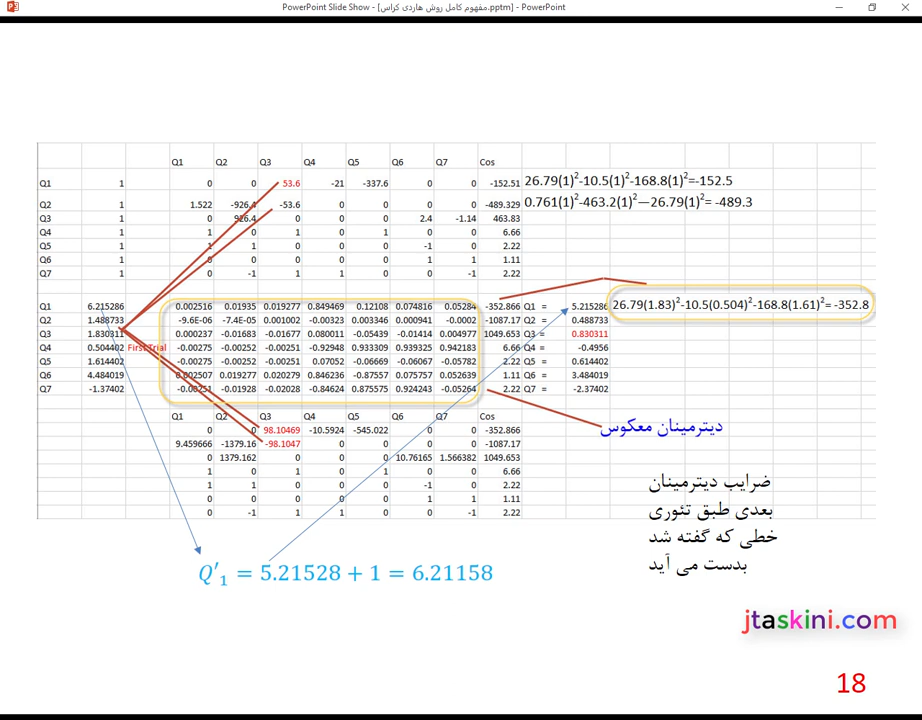 PowerPoint Slide Show - [مفهوم کامل روش هاردی کراس.pptm] - PowerPoint
Q1 Q2 Q3 Q4 Q5 Q6 Q7 Cos
Q1 1 0 0 53.6 -21 -337.6 0 0 -152.51 26.79(1)²-10.5(1)²-168.8(1)²=-152.5
Q2 1 1.522 -926.4 -53.6 0 0 0 0 -489.329 0.761(1)²-463.2(1)²—26.79(1)²= -489.3
Q3 1 0 926.4 0 0 0 2.4 -1.14 463.83
Q4 1 1 0 1 0 1 0 0 6.66
Q5 1 1 1 0 0 0 -1 0 2.22
Q6 1 0 0 0 0 0 1 1 1.11
Q7 1 0 -1 1 1 0 0 -1 2.22
Q1 6.215286 0.002516 0.01935 0.019277 0.849469 0.12108 0.074816 0.05284 -352.866 Q1 = 5.215286 26.79(1.83)²-10.5(0.504)²-168.8(1.61)²= -352.8
Q2 1.488733 -9.6E-06 -7.4E-05 0.001002 -0.00323 0.003346 0.000941 -0.0002 -1087.17 Q2 = 0.488733
Q3 1.830311 0.000237 -0.01683 -0.01677 0.080011 -0.05439 -0.01414 0.004977 1049.653 Q3 = 0.830311
Q4 0.504402 First Trial -0.00275 -0.00252 -0.00251 -0.92948 0.933309 0.939325 0.942183 6.66 Q4 = -0.4956
Q5 1.614402 -0.00275 -0.00252 -0.00251 0.07052 -0.06669 -0.06067 -0.05782 2.22 Q5 = 0.614402
Q6 4.484019 0.002507 0.019277 0.020279 0.846236 -0.87557 0.075757 0.052639 1.11 Q6 = 3.484019
Q7 -1.37402 -0.00251 -0.01928 -0.02028 -0.84624 0.875575 0.924243 -0.05264 2.22 Q7 = -2.37402
Q1 Q2 Q3 Q4 Q5 Q6 Q7 Cos
0 0 98.10469 -10.5924 -545.022 0 0 -352.866
9.459666 -1379.16 -98.1047 0 0 0 0 -1087.17
0 1379.162 0 0 0 10.76165 1.566382 1049.653
1 0 1 0 1 0 0 6.66
1 1 0 0 0 -1 0 2.22
0 0 0 0 0 1 1 1.11
0 -1 1 1 0 0 -1 2.22
دیترمینان معکوس
ضرایب دیترمینان
بعدی طبق تئوری
خطی که گفته شد
بدست می آید
Q′₁ = 5.21528 + 1 = 6.21158
jtaskini.com
18